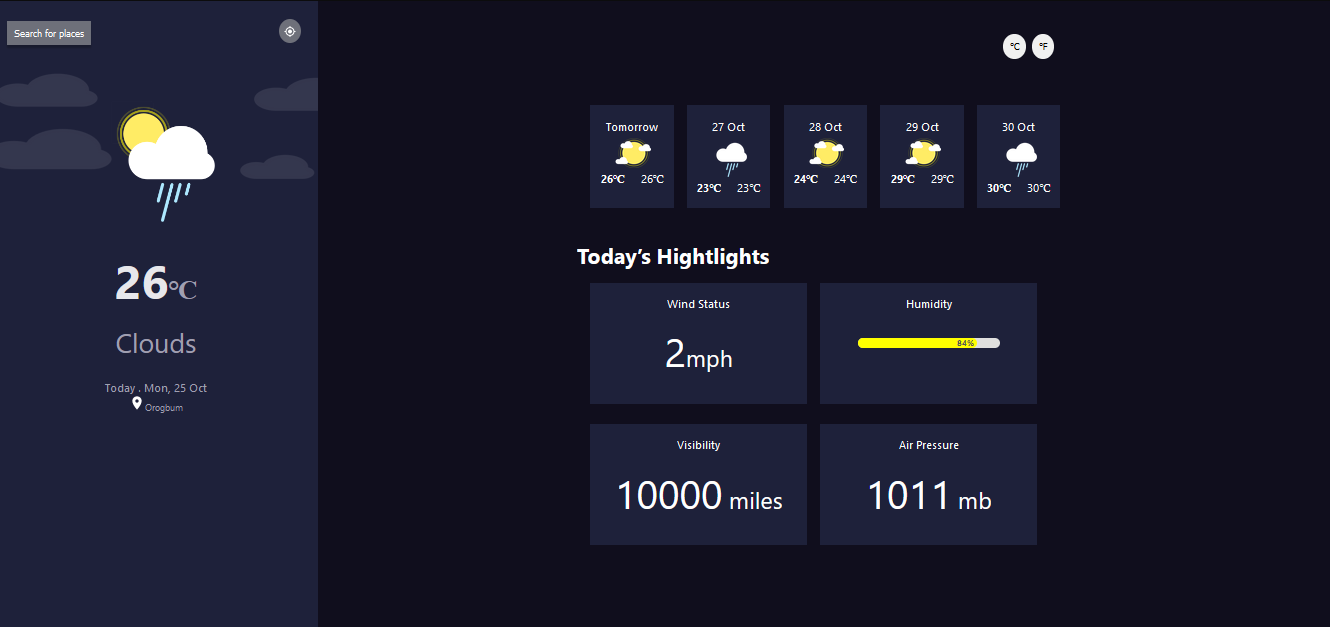 Search for places
26°C
Clouds
Today . Mon, 25 Oct
Orogbum
°C °F
Tomorrow
26°C 26°C
27 Oct
23°C 23°C
28 Oct
24°C 24°C
29 Oct
29°C 29°C
30 Oct
30°C 30°C
Today’s Hightlights
Wind Status
2mph
Humidity
84%
Visibility
10000 miles
Air Pressure
1011 mb